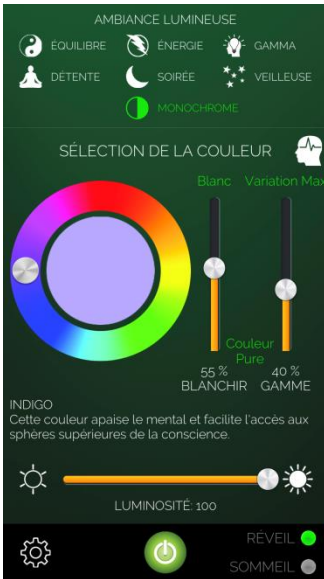 AMBIANCE LUMINEUSE
ÉQUILIBRE ÉNERGIE GAMMA
DÉTENTE SOIRÉE VEILLEUSE
MONOCHROME
SÉLECTION DE LA COULEUR
Blanc Variation Max
Couleur
Pure
55 % 40 %
BLANCHIR GAMME
INDIGO
Cette couleur apaise le mental et facilite l'accès aux
sphères supérieures de la conscience.
LUMINOSITÉ: 100
RÉVEIL
SOMMEIL